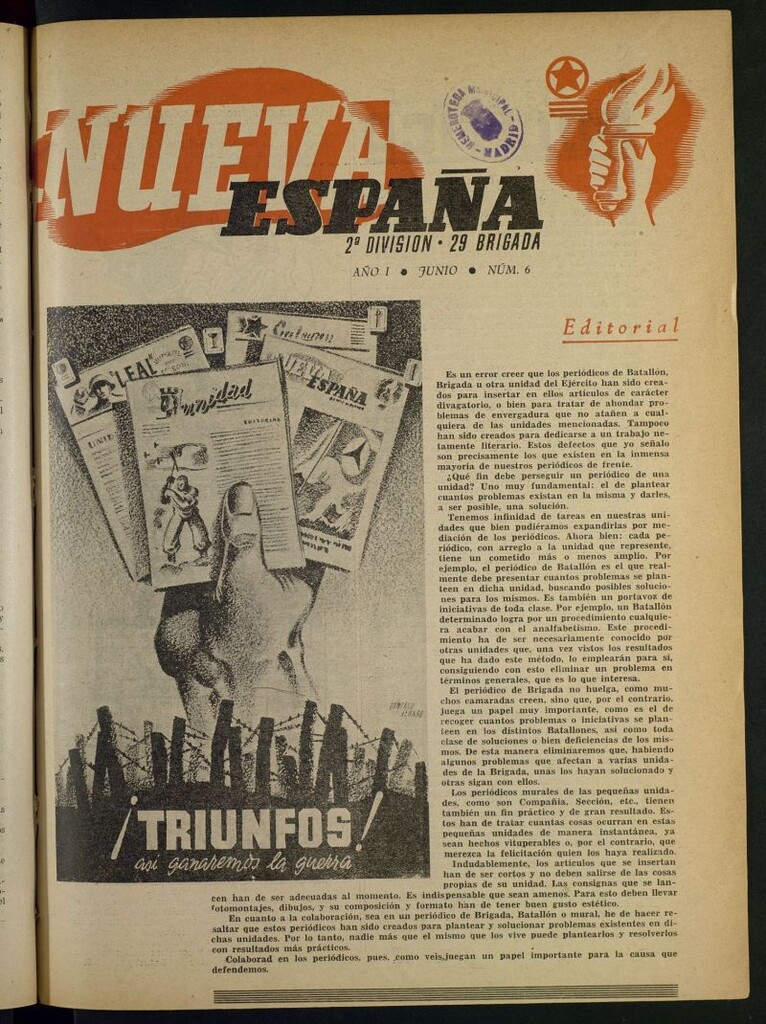 NUEVA
ESPAÑA
2ª DIVISION · 29 BRIGADA
AÑO I ● JUNIO ● NÚM. 6
HEMEROTECA MUNICIPAL
MADRID
LEAL
UNID
unidad
EDITORIAL
NUEVA
ESPAÑA
¡TRIUNFOS!
así ganaremos la guerra
Editorial
Es un error creer que los periódicos de Batallón,
Brigada u otra unidad del Ejército han sido crea-
dos para insertar en ellos artículos de carácter
divagatorio, o bien para tratar de ahondar pro-
blemas de envergadura que no atañen a cual-
quiera de las unidades mencionadas. Tampoco
han sido creados para dedicarse a un trabajo ne-
tamente literario. Estos defectos que yo señalo
son precisamente los que existen en la inmensa
mayoría de nuestros periódicos de frente.
¿Qué fin debe perseguir un periódico de una
unidad? Uno muy fundamental: el de plantear
cuantos problemas existan en la misma y darles,
a ser posible, una solución.
Tenemos infinidad de tareas en nuestras uni-
dades que bien pudiéramos expandirlas por me-
diación de los periódicos. Ahora bien: cada pe-
riódico, con arreglo a la unidad que represente,
tiene un cometido más o menos amplio. Por
ejemplo, el periódico de Batallón es el que real-
mente debe presentar cuantos problemas se plan-
teen en dicha unidad, buscando posibles solucio-
nes para los mismos. Es también un portavoz de
iniciativas de toda clase. Por ejemplo, un Batallón
determinado logra por un procedimiento cualquie-
ra acabar con el analfabetismo. Este procedi-
miento ha de ser necesariamente conocido por
otras unidades que, una vez vistos los resultados
que ha dado este método, lo emplearán para sí,
consiguiendo con esto eliminar un problema en
términos generales, que es lo que interesa.
El periódico de Brigada no huelga, como mu-
chos camaradas creen, sino que, por el contrario,
juega un papel muy importante, como es el de
recoger cuantos problemas o iniciativas se plan-
teen en los distintos Batallones, así como toda
clase de soluciones o bien deficiencias de los mis-
mos. De esta manera eliminaremos que, habiendo
algunos problemas que afectan a varias unida-
des de la Brigada, unas los hayan solucionado y
otras sigan con ellos.
Los periódicos murales de las pequeñas unida-
des, como son Compañía, Sección, etc., tienen
también un fin práctico y de gran resultado. Es-
tos han de tratar cuantas cosas ocurran en estas
pequeñas unidades de manera instantánea, ya
sean hechos vituperables o, por el contrario, que
merezca la felicitación quien los haya realizado.
Indudablemente, los artículos que se insertan
han de ser cortos y no deben salirse de las cosas
propias de su unidad. Las consignas que se lan-
cen han de ser adecuadas al momento. Es indispensable que sean amenos. Para esto deben llevar
fotomontajes, dibujos, y su composición y formato han de tener buen gusto estético.
En cuanto a la colaboración, sea en un periódico de Brigada, Batallón o mural, he de hacer re-
saltar que estos periódicos han sido creados para plantear y solucionar problemas existentes en di-
chas unidades. Por lo tanto, nadie más que el mismo que los vive puede plantearlos y resolverlos
con resultados más prácticos.
Colaborad en los periódicos, pues, como veis, juegan un papel importante para la causa que
defendemos.